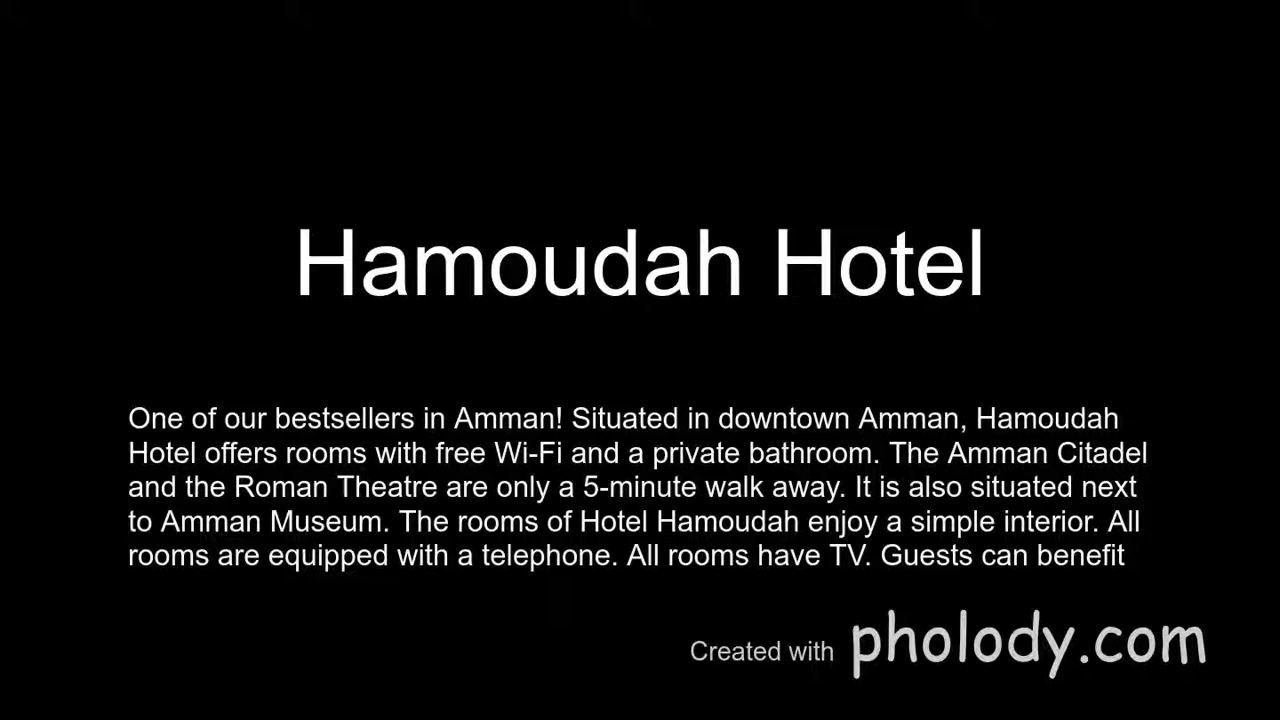 Hamoudah Hotel
One of our bestsellers in Amman! Situated in downtown Amman, Hamoudah
Hotel offers rooms with free Wi-Fi and a private bathroom. The Amman Citadel
and the Roman Theatre are only a 5-minute walk away. It is also situated next
to Amman Museum. The rooms of Hotel Hamoudah enjoy a simple interior. All
rooms are equipped with a telephone. All rooms have TV. Guests can benefit
Created with pholody.com